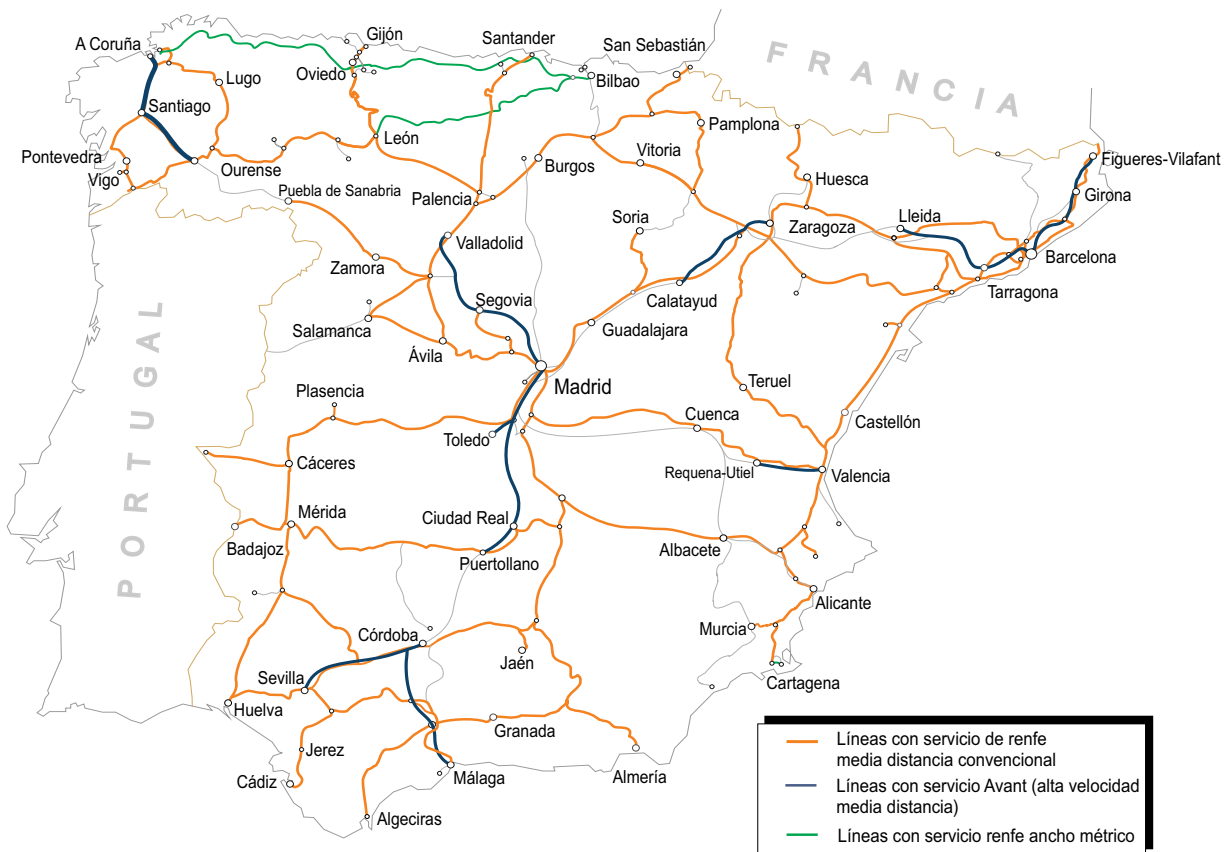 Gijón
A Coruña
Santander
San Sebastián
FRANCIA
Oviedo
Lugo
Bilbao
Santiago
León
Pamplona
Pontevedra
Vigo
Ourense
Burgos
Vitoria
Figueres-Vilafant
Puebla de Sanabria
Palencia
Huesca
Girona
Soria
Lleida
Valladolid
Zaragoza
Zamora
Barcelona
Segovia
Calatayud
Tarragona
Salamanca
Guadalajara
Ávila
PORTUGAL
Madrid
Teruel
Plasencia
Cuenca
Castellón
Toledo
Cáceres
Requena-Utiel
Valencia
Mérida
Ciudad Real
Badajoz
Puertollano
Albacete
Alicante
Córdoba
Murcia
Jaén
Sevilla
Cartagena
Huelva
Granada
Jerez
Almería
Cádiz
Málaga
Algeciras
Líneas con servicio de renfe
media distancia convencional
Líneas con servicio Avant (alta velocidad
media distancia)
Líneas con servicio renfe ancho métrico